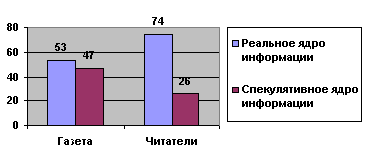 80
60
40
20
0
53
47
74
26
Газета
Читатели
Реальное ядро
информации
Спекулятивное ядро
информации